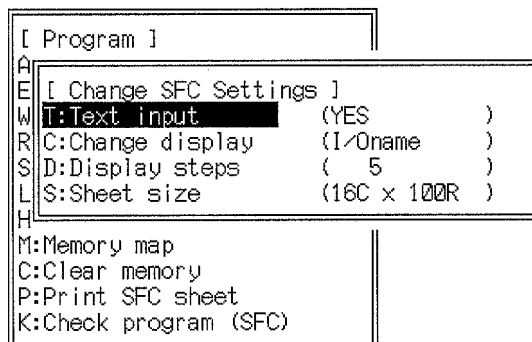 [ Program ]
A
E
[ Change SFC Settings ]
W
T:Text input (YES )
R
C:Change display (I/Oname )
S
D:Display steps ( 5 )
L
S:Sheet size (16C x 100R )
H
M:Memory map
C:Clear memory
P:Print SFC sheet
K:Check program (SFC)